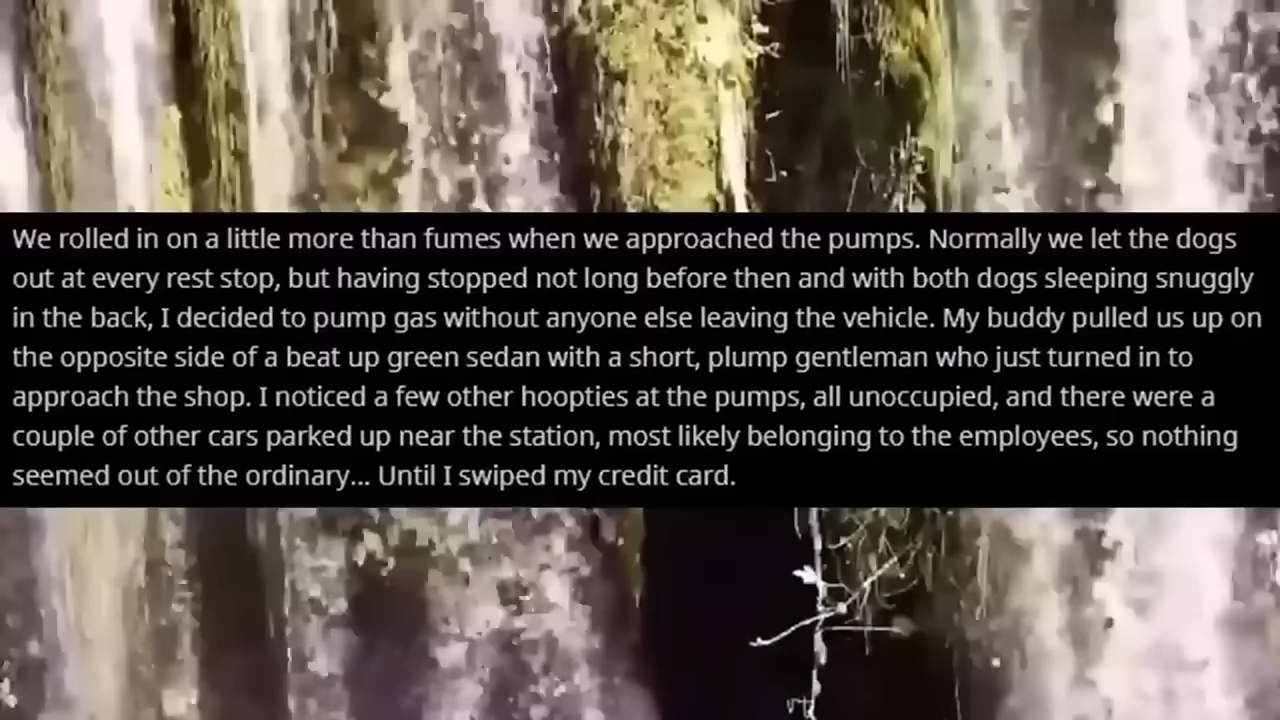 We rolled in on a little more than fumes when we approached the pumps. Normally we let the dogs
out at every rest stop, but having stopped not long before then and with both dogs sleeping snuggly
in the back, I decided to pump gas without anyone else leaving the vehicle. My buddy pulled us up on
the opposite side of a beat up green sedan with a short, plump gentleman who just turned in to
approach the shop. I noticed a few other hoopties at the pumps, all unoccupied, and there were a
couple of other cars parked up near the station, most likely belonging to the employees, so nothing
seemed out of the ordinary... Until I swiped my credit card.